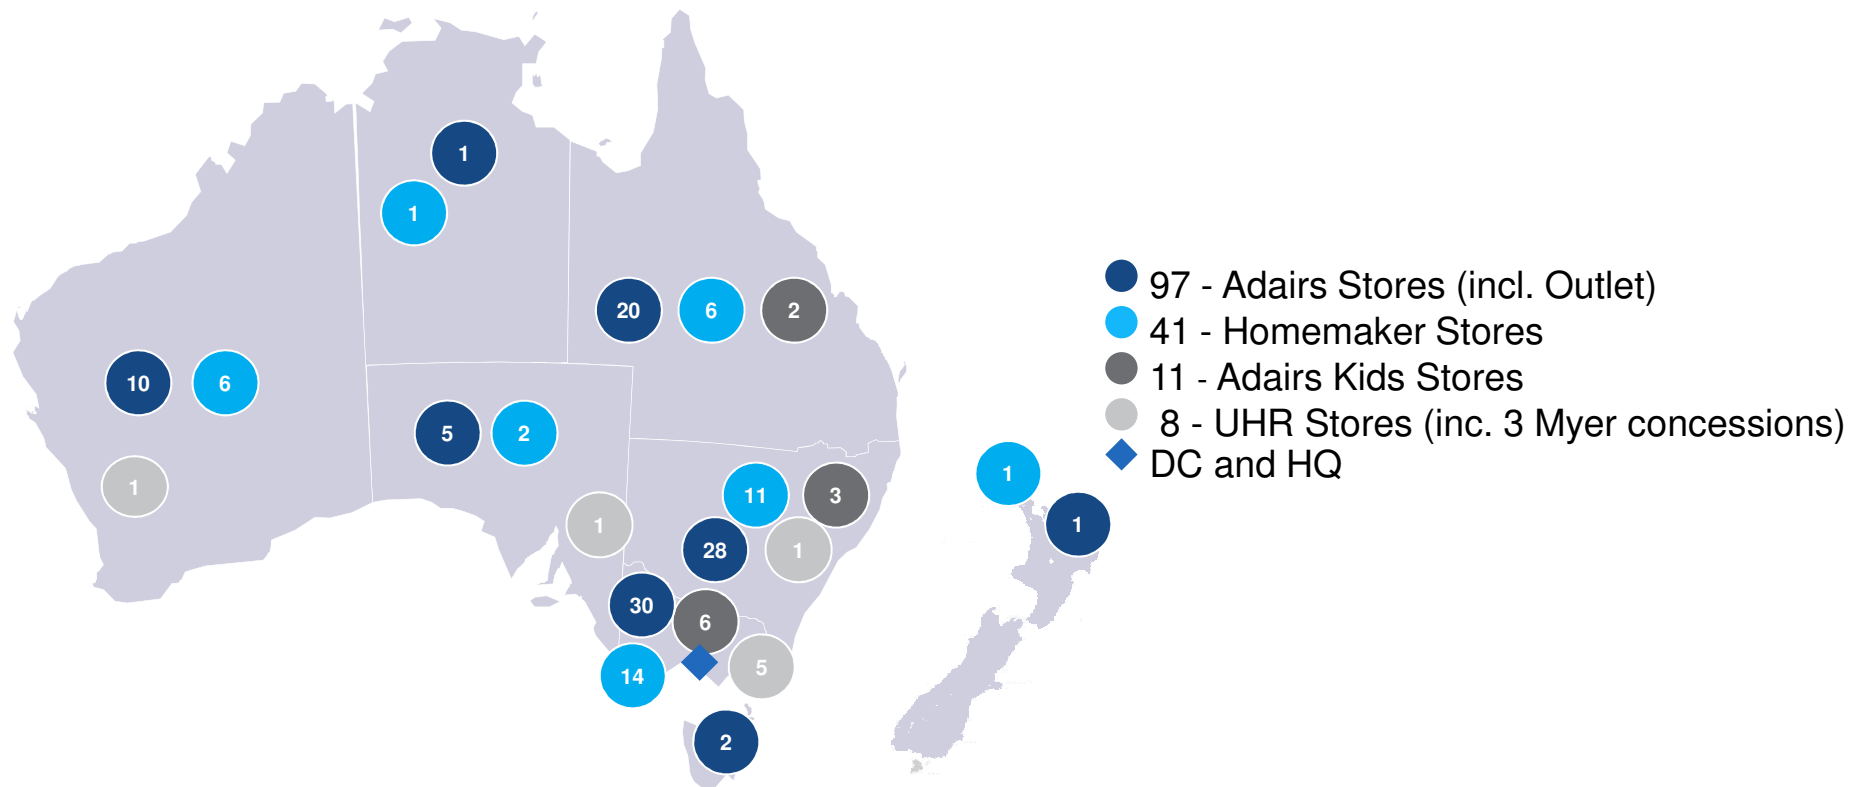 1
1
20 6 2
10 6
5 2
1
11 3
1
28 1
30
6
14
5
2
1
1
97 - Adairs Stores (incl. Outlet)
41 - Homemaker Stores
11 - Adairs Kids Stores
8 - UHR Stores (inc. 3 Myer concessions)
DC and HQ